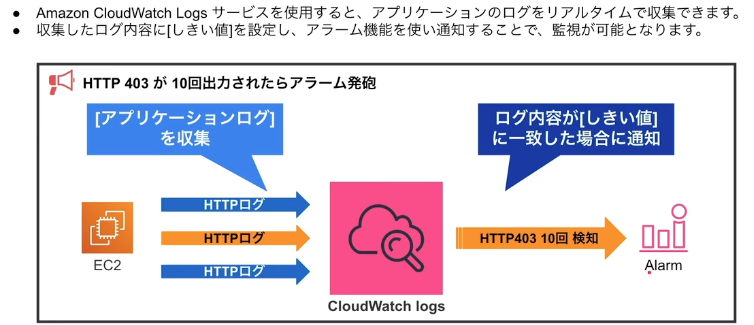 ● Amazon CloudWatch Logs サービスを使用すると、アプリケーションのログをリアルタイムで収集できます。
● 収集したログ内容に[しきい値]を設定し、アラーム機能を使い通知することで、監視が可能となります。
HTTP 403 が 10回出力されたらアラーム発砲
[アプリケーションログ]
を収集
ログ内容が[しきい値]
に一致した場合に通知
HTTPログ
HTTPログ
HTTPログ
EC2
CloudWatch logs
HTTP403 10回 検知
Alarm